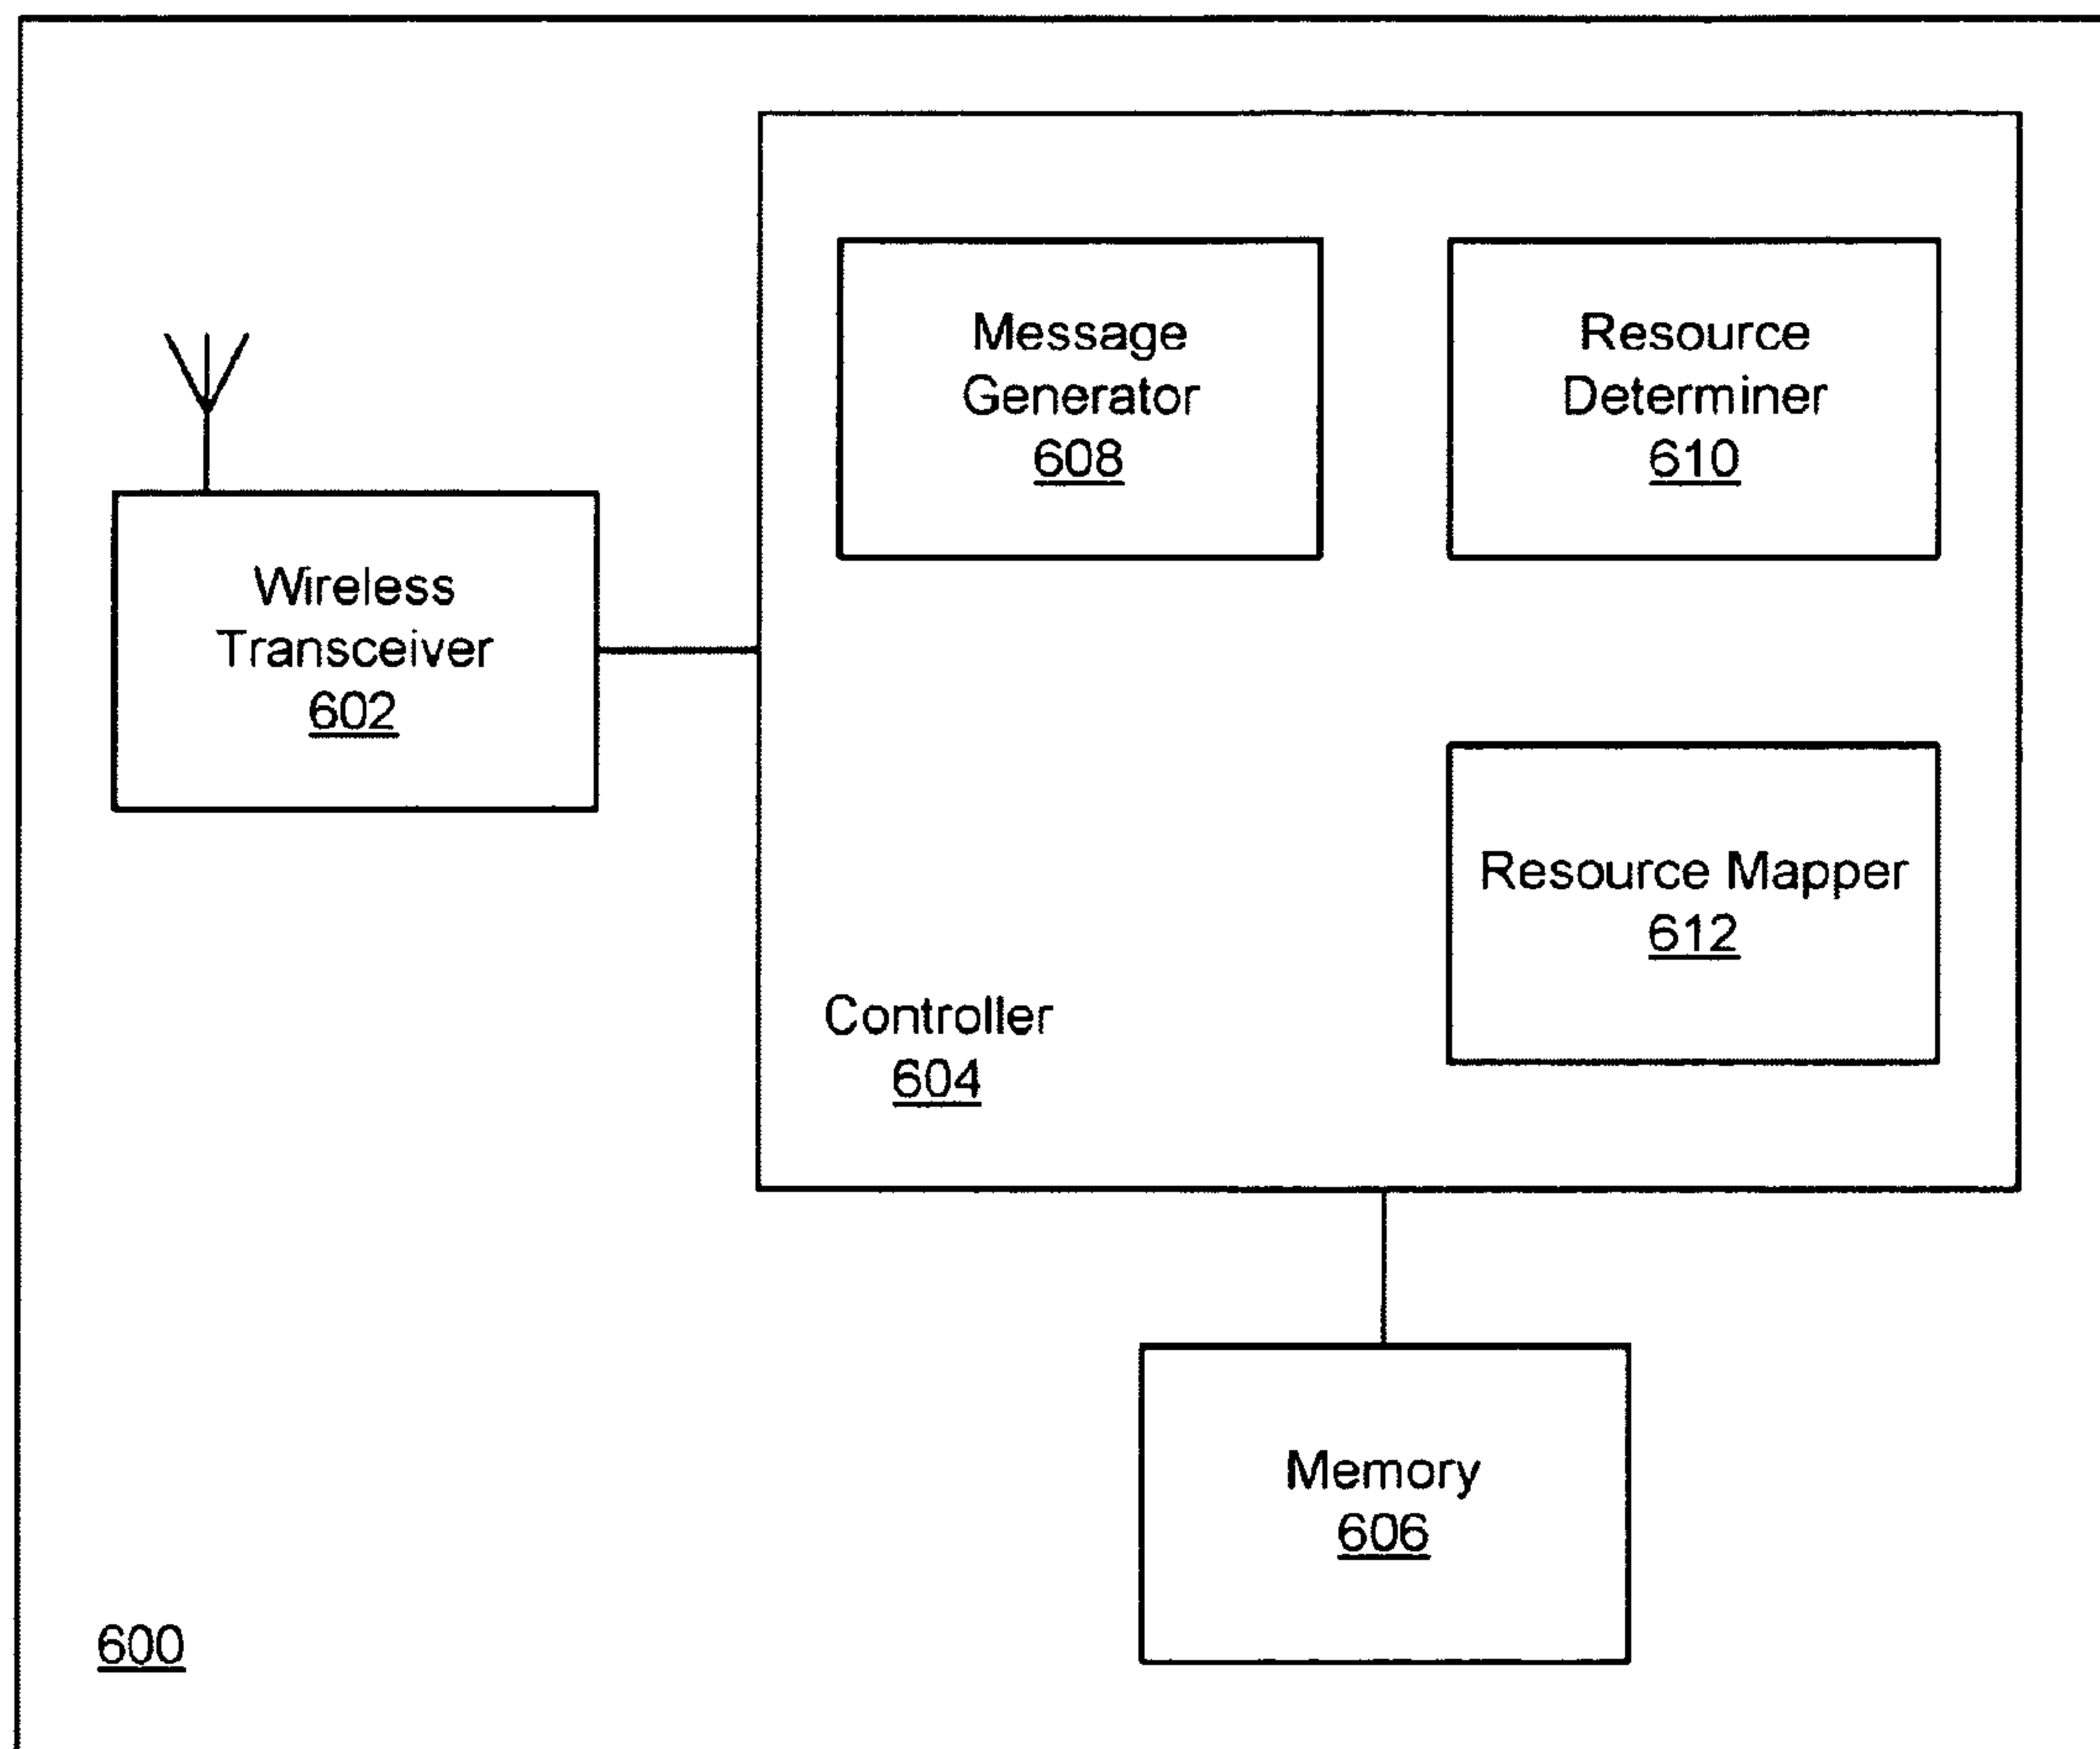 Message
Generator
608
Resource
Determiner
610
Wireless
Transceiver
602
Resource Mapper
612
Controller
604
Memory
606
600